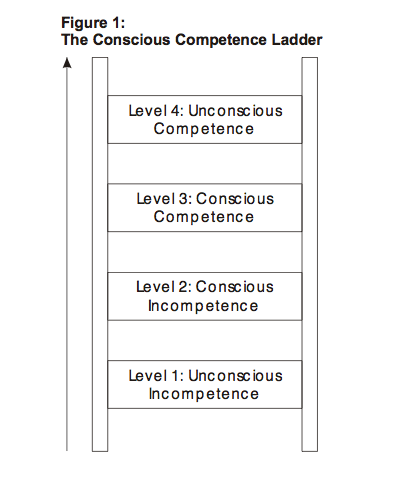 Figure 1:
The Conscious Competence Ladder
Level 4: Unconscious
Competence
Level 3: Conscious
Competence
Level 2: Conscious
Incompetence
Level 1: Unconscious
Incompetence